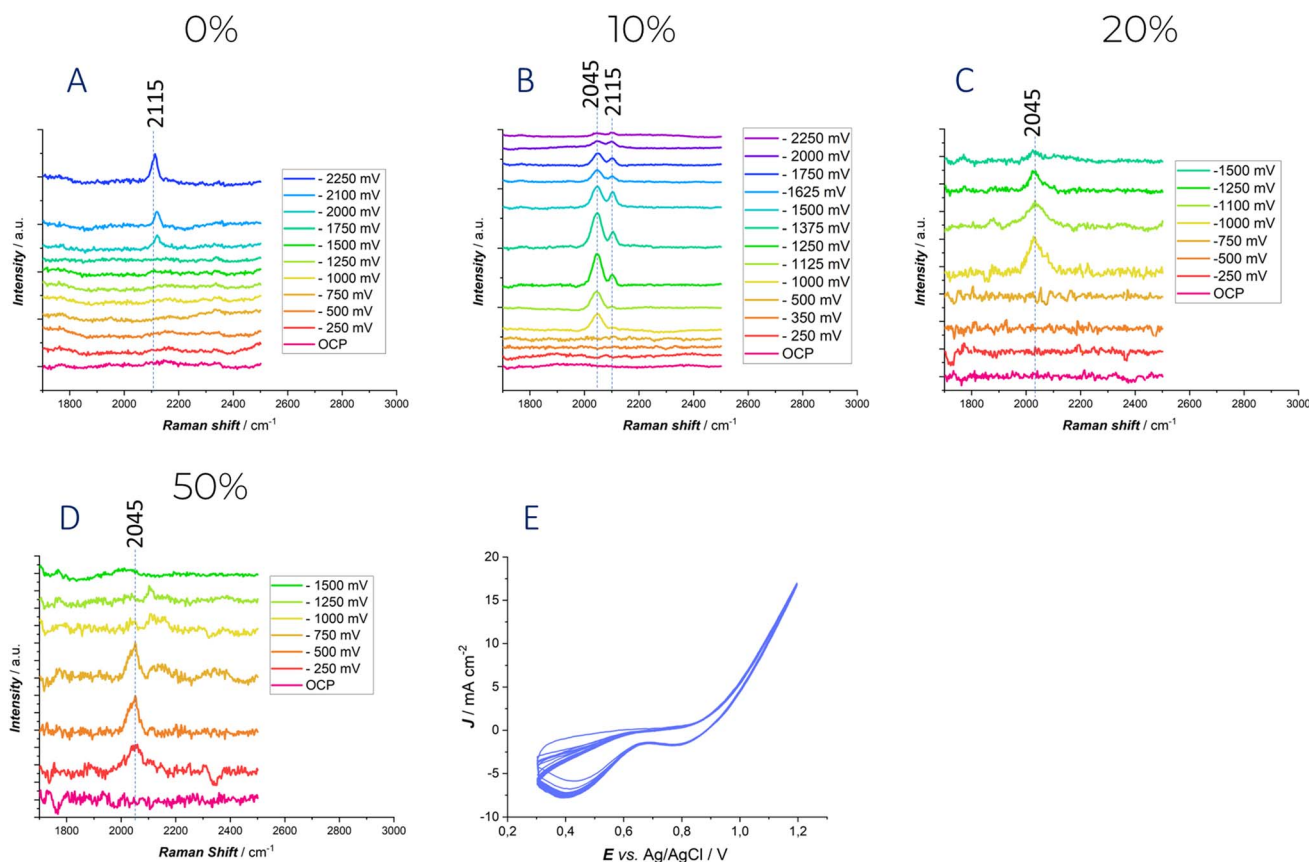 0%
A
2115
- 2250 mV
- 2100 mV
- 2000 mV
- 1750 mV
- 1500 mV
- 1250 mV
- 1000 mV
- 750 mV
- 500 mV
- 250 mV
OCP
Intensity / a.u.
1800 2000 2200 2400 2600 2800 3000
Raman shift / cm-1
10%
B
2045
2115
- 2250 mV
- 2000 mV
- 1750 mV
-1625 mV
- 1500 mV
- 1375 mV
- 1250 mV
- 1125 mV
- 1000 mV
- 500 mV
- 350 mV
- 250 mV
OCP
Intensity / a.u.
1800 2000 2200 2400 2600 2800 3000
Raman shift / cm-1
20%
C
2045
-1500 mV
-1250 mV
-1100 mV
-1000 mV
-750 mV
-500 mV
-250 mV
OCP
Intensity / a.u.
1800 2000 2200 2400 2600 2800 3000
Raman shift / cm-1
50%
D
2045
- 1500 mV
- 1250 mV
- 1000 mV
- 750 mV
- 500 mV
- 250 mV
OCP
Intensity / a.u.
1800 2000 2200 2400 2600 2800 3000
Raman Shift / cm-1
E
20
15
10
5
0
-5
-10
J / mA cm-2
0,2 0,4 0,6 0,8 1,0 1,2
E vs. Ag/AgCl / V